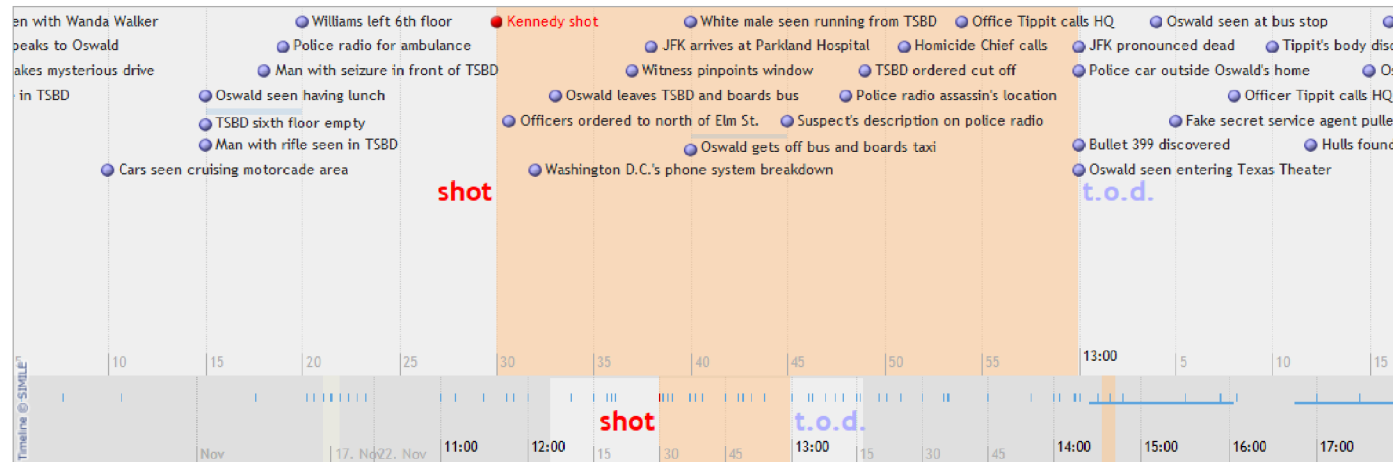 en with Wanda Walker
Williams left 6th floor
Kennedy shot
White male seen running from TSBD
Office Tippit calls HQ
Oswald seen at bus stop
peaks to Oswald
Police radio for ambulance
JFK arrives at Parkland Hospital
Homicide Chief calls
JFK pronounced dead
Tippit's body disc
akes mysterious drive
Man with seizure in front of TSBD
Witness pinpoints window
TSBD ordered cut off
Police car outside Oswald's home
Os
in TSBD
Oswald seen having lunch
Oswald leaves TSBD and boards bus
Police radio assassin's location
Officer Tippit calls HQ
TSBD sixth floor empty
Officers ordered to north of Elm St.
Suspect's description on police radio
Fake secret service agent pulle
Man with rifle seen in TSBD
Oswald gets off bus and boards taxi
Bullet 399 discovered
Hulls found
Cars seen cruising motorcade area
Washington D.C.'s phone system breakdown
Oswald seen entering Texas Theater
shot
t.o.d.
10 15 20 25 30 35 40 45 50 55 13:00 5 10 15
Timeline © SIMILE
shot
t.o.d.
Nov 17. Nov 22. Nov 11:00 12:00 15 30 45 13:00 15 30 45 14:00 15:00 16:00 17:00